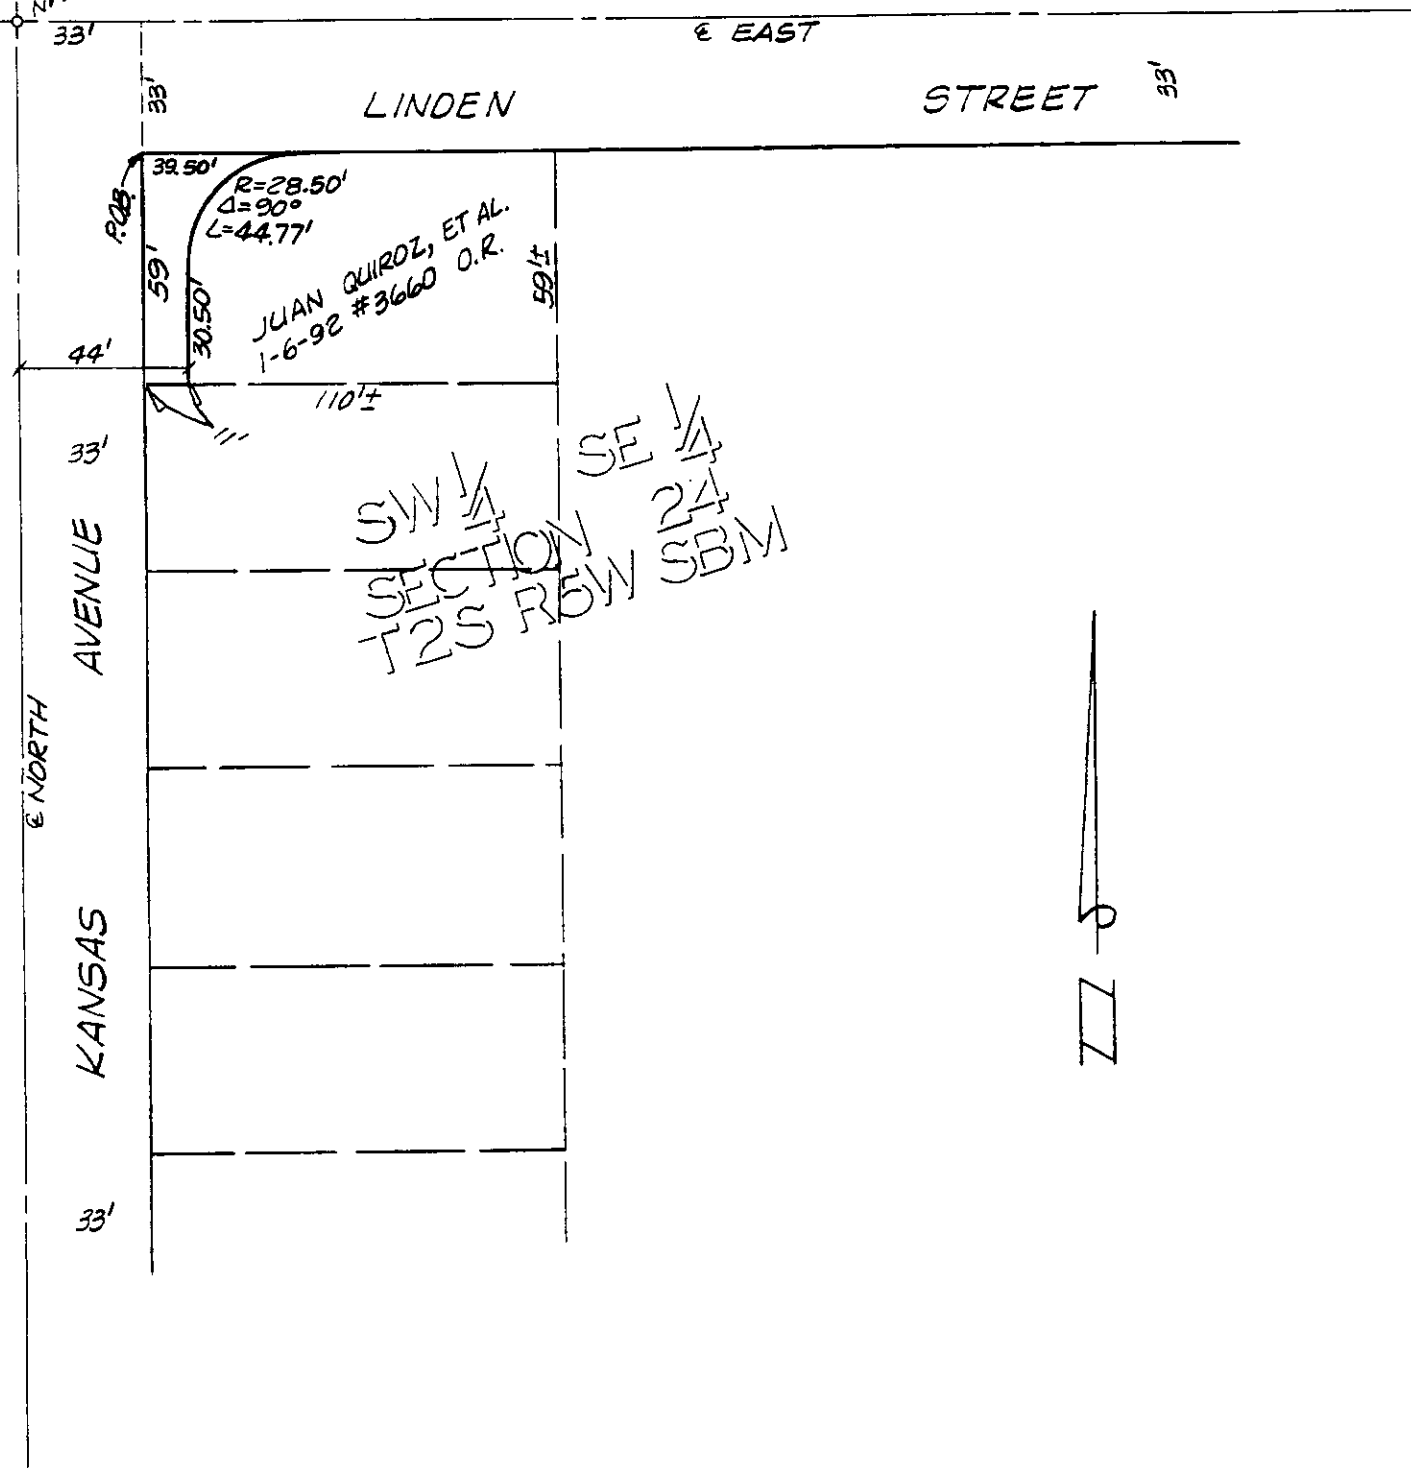 33'
℄ EAST
33'
LINDEN STREET
33'
P.O.B.
39.50'
R=28.50'
Δ=90°
L=44.77'
59'
30.50'
JUAN QUIROZ, ET AL.
1-6-92 #3660 O.R.
59'±
44'
110'±
33'
SW 1/4 SE 1/4
SECTION 24
T2S R5W SBM
KANSAS AVENUE
℄ NORTH
33'
N